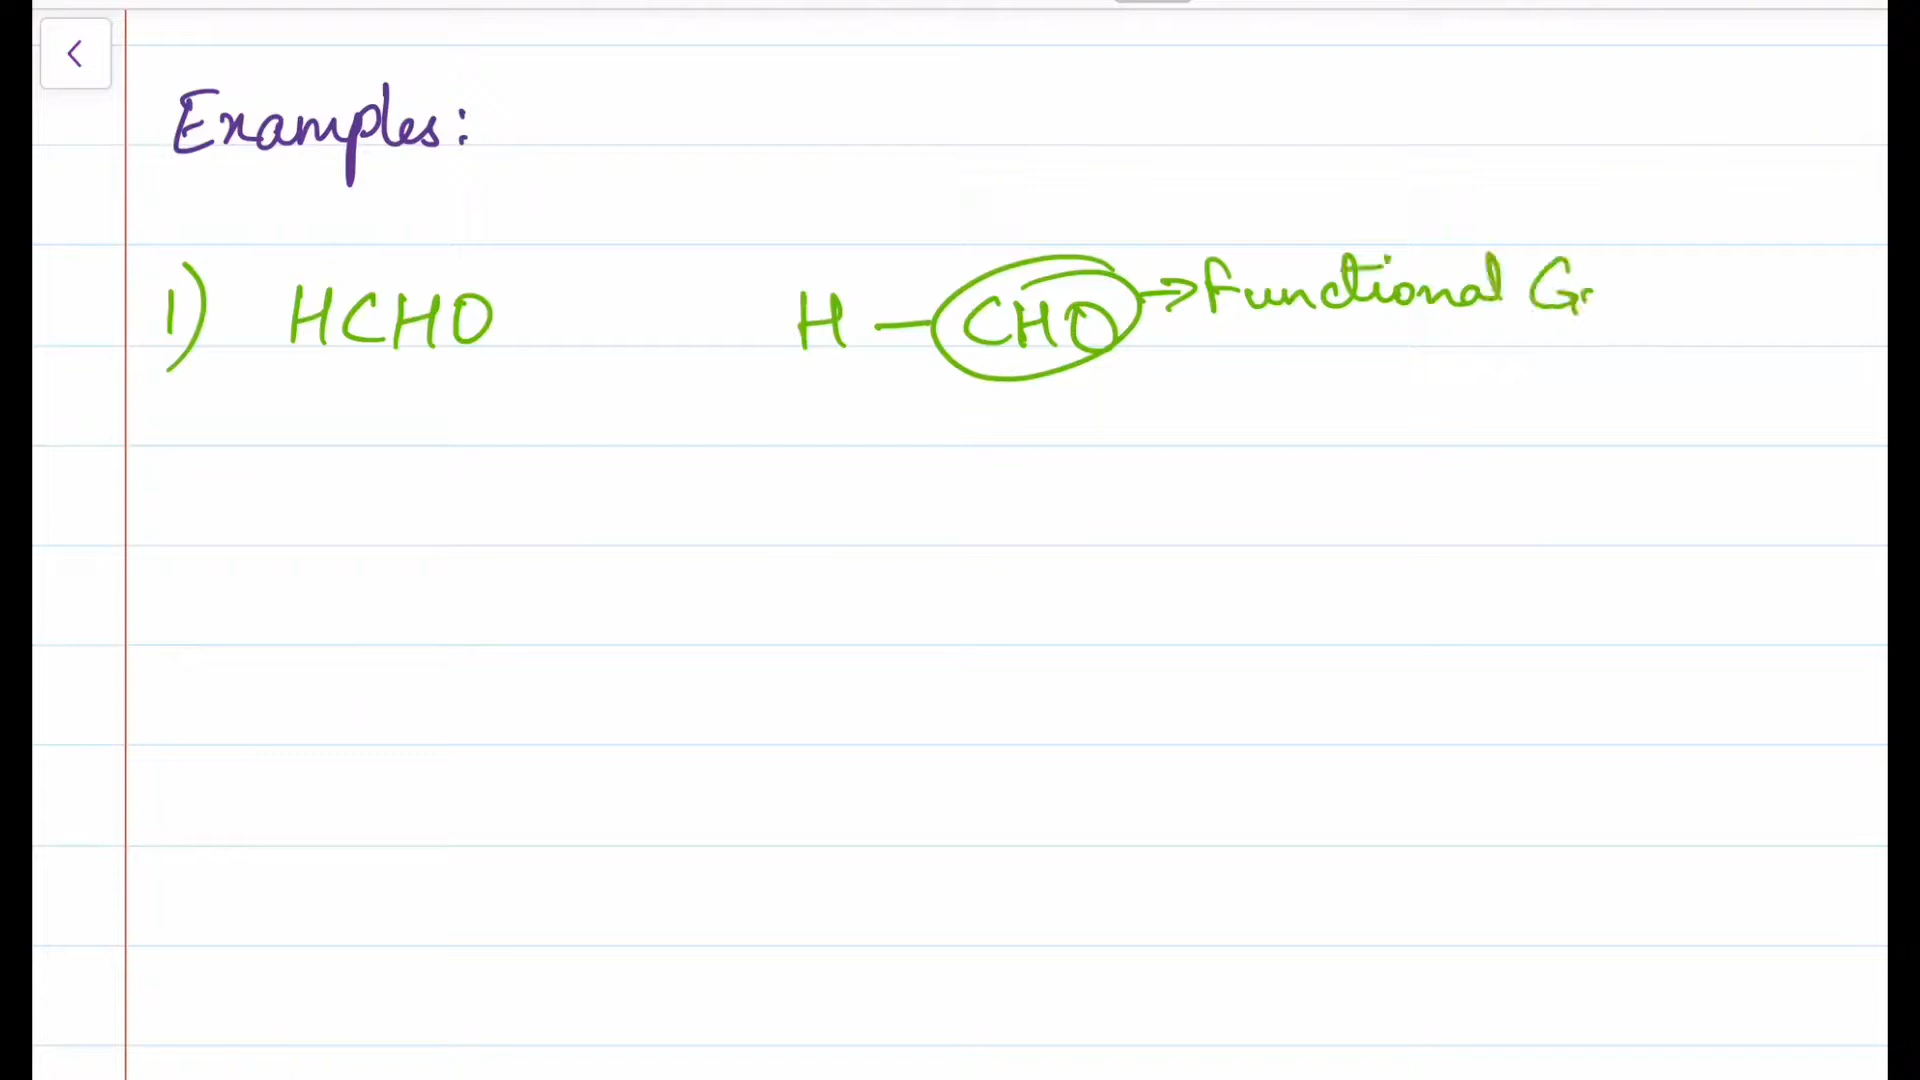 Examples:
1) HCHO H — CHO → Functional Gr